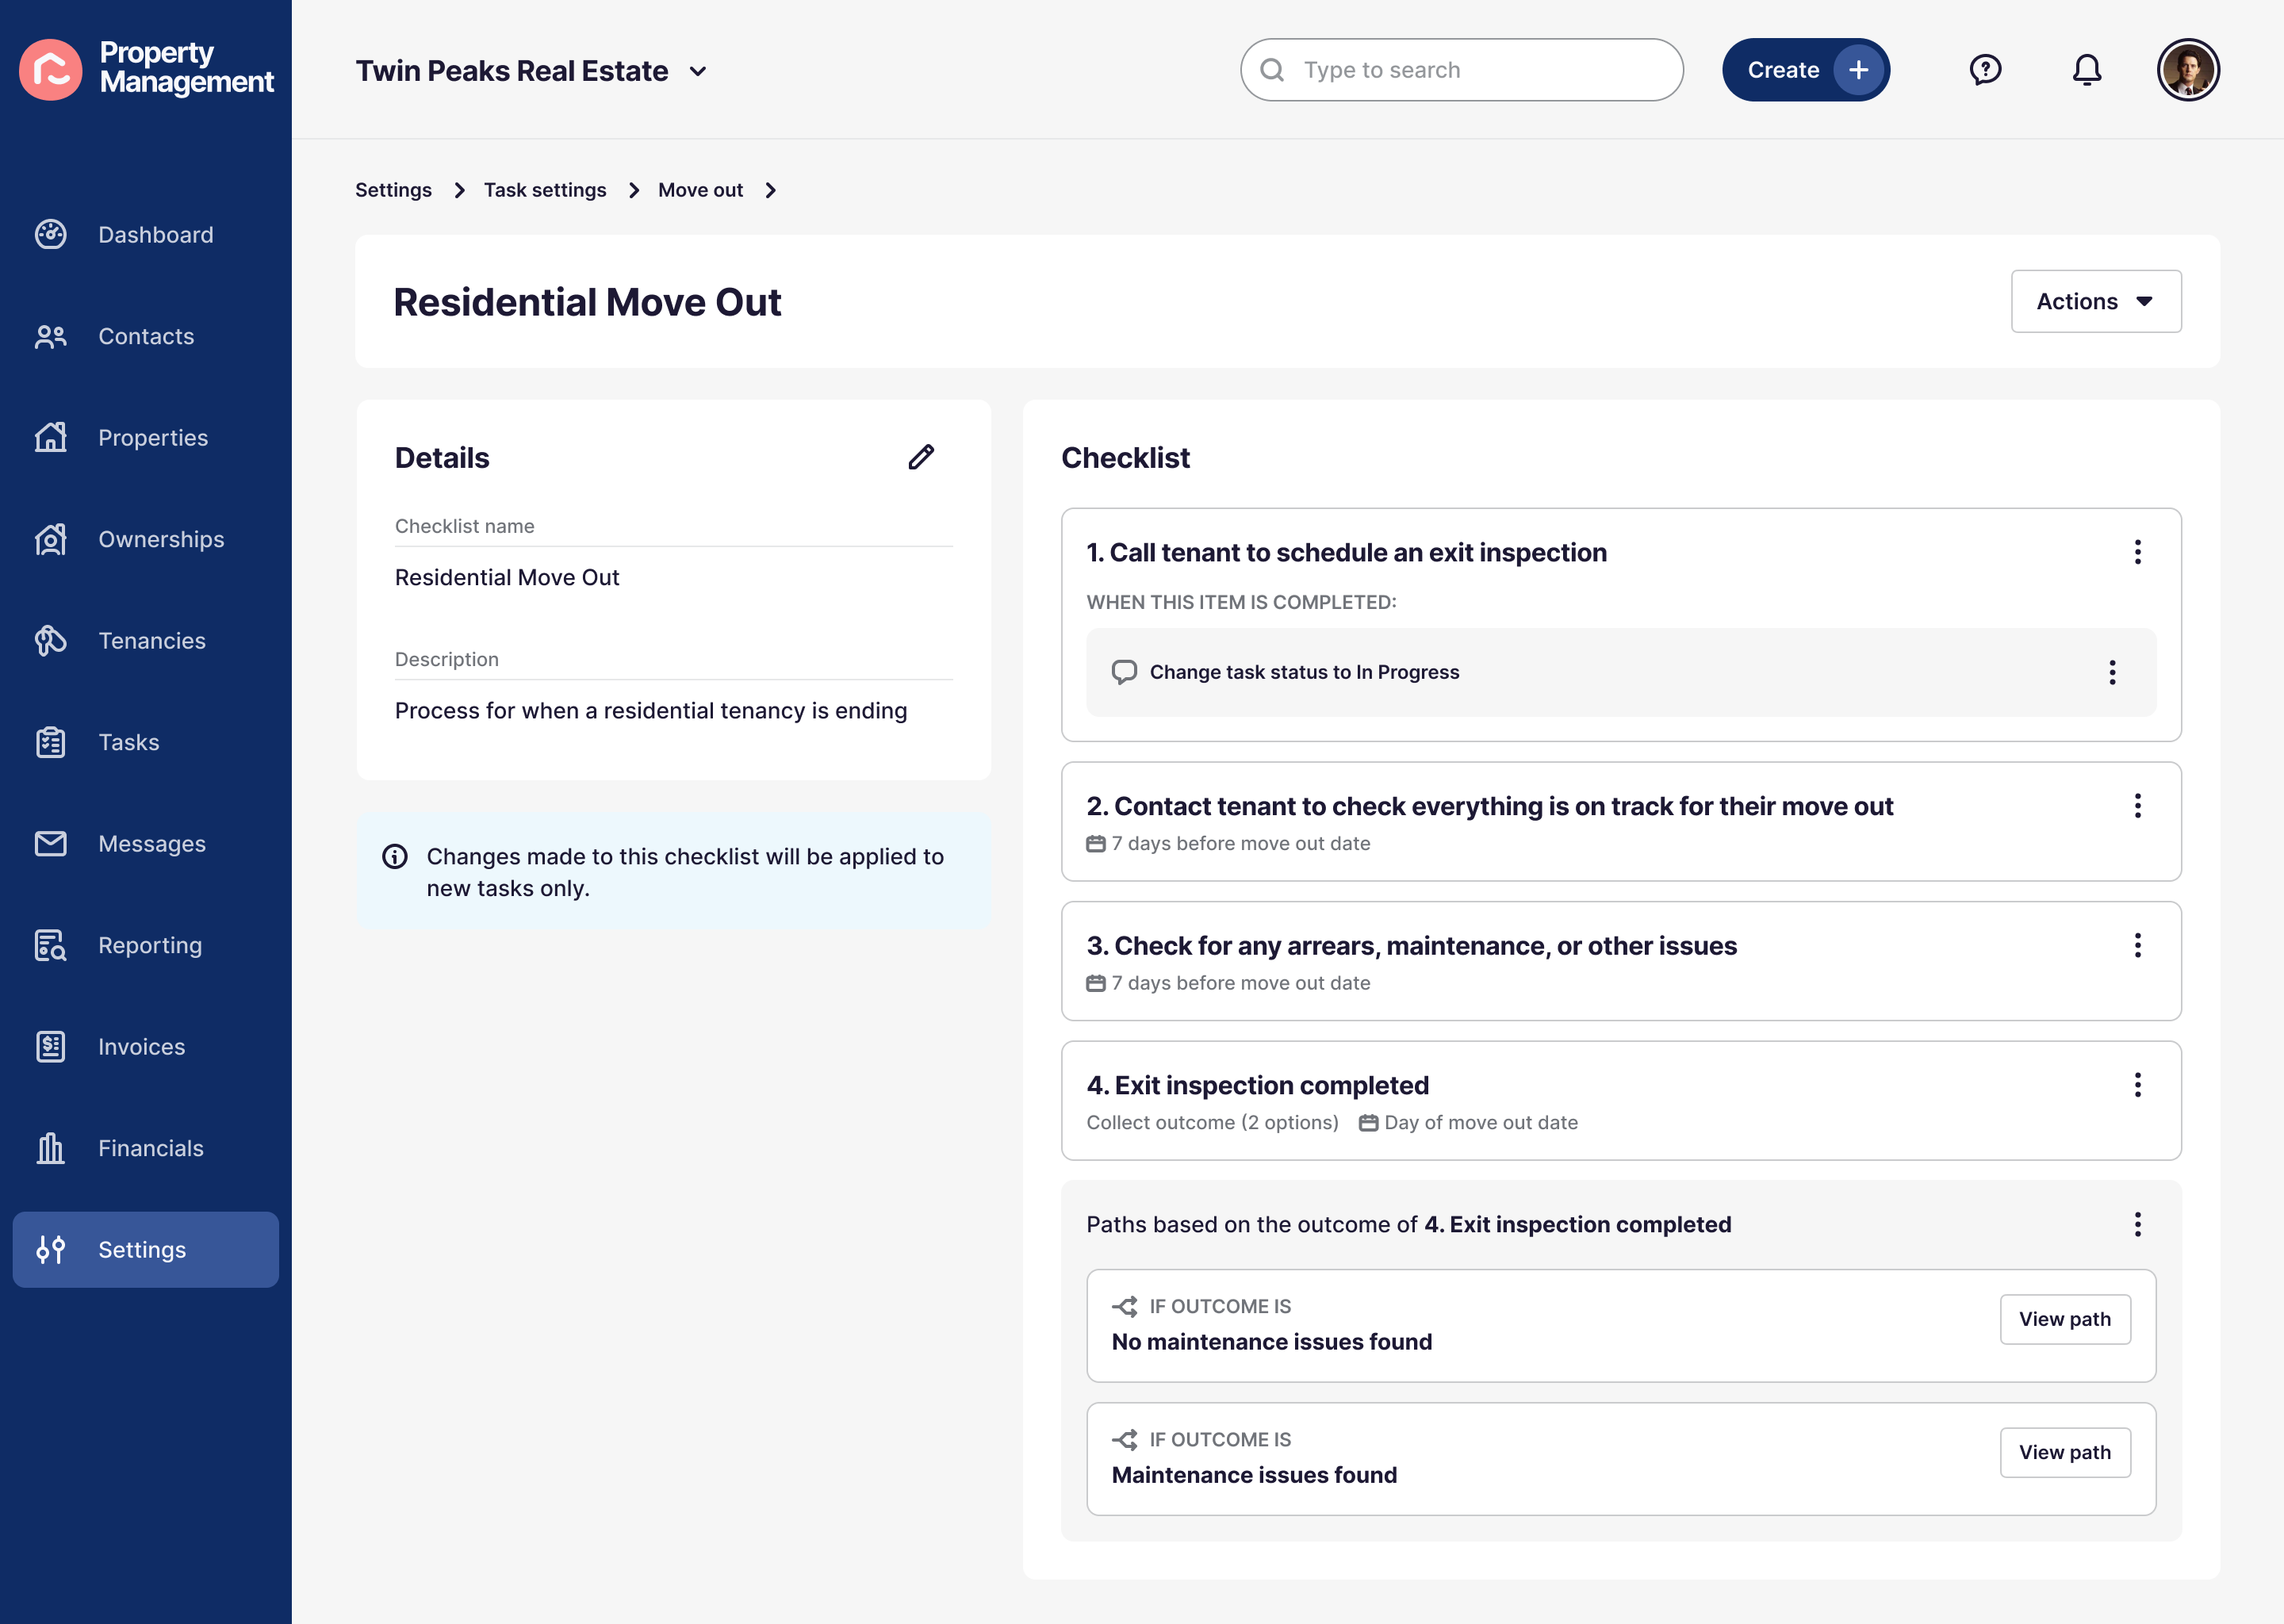 Property
Management
Twin Peaks Real Estate
Type to search
Create
Dashboard
Contacts
Properties
Ownerships
Tenancies
Tasks
Messages
Reporting
Invoices
Financials
Settings
Settings > Task settings > Move out >
Residential Move Out
Actions
Details
Checklist name
Residential Move Out
Description
Process for when a residential tenancy is ending
Changes made to this checklist will be applied to
new tasks only.
Checklist
1. Call tenant to schedule an exit inspection
WHEN THIS ITEM IS COMPLETED:
Change task status to In Progress
2. Contact tenant to check everything is on track for their move out
7 days before move out date
3. Check for any arrears, maintenance, or other issues
7 days before move out date
4. Exit inspection completed
Collect outcome (2 options) Day of move out date
Paths based on the outcome of 4. Exit inspection completed
IF OUTCOME IS
No maintenance issues found
View path
IF OUTCOME IS
Maintenance issues found
View path